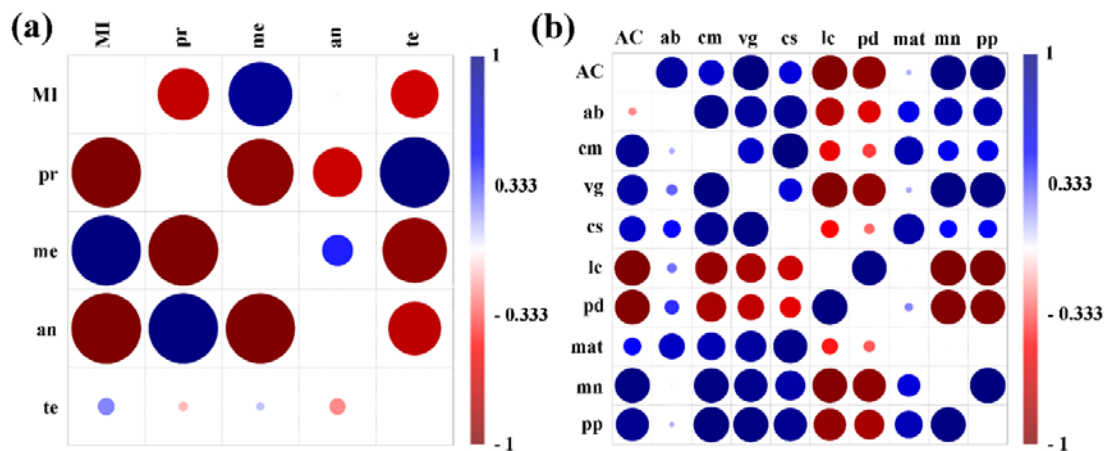 (a)
MI pr me an te
MI
pr
me
an
te
1
0.333
- 0.333
- 1
(b)
AC ab cm vg cs lc pd mat mn pp
AC
ab
cm
vg
cs
lc
pd
mat
mn
pp
1
0.333
- 0.333
- 1